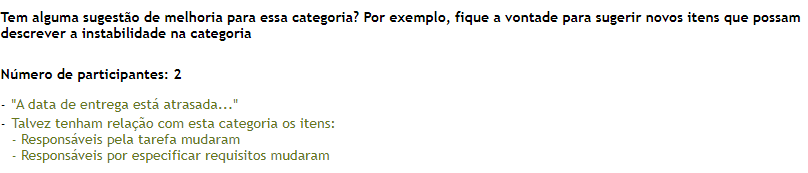 Tem alguma sugestão de melhoria para essa categoria? Por exemplo, fique a vontade para sugerir novos itens que possam
descrever a instabilidade na categoria
Número de participantes: 2
- "A data de entrega está atrasada..."
- Talvez tenham relação com esta categoria os itens:
- Responsáveis pela tarefa mudaram
- Responsáveis por especificar requisitos mudaram